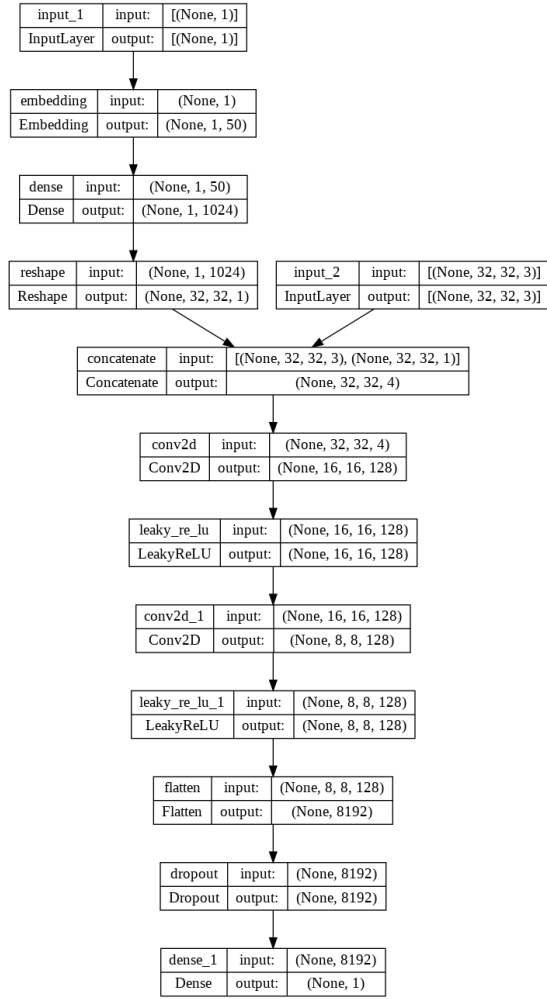 input_1 input: [(None, 1)]
InputLayer output: [(None, 1)]
embedding input: (None, 1)
Embedding output: (None, 1, 50)
dense input: (None, 1, 50)
Dense output: (None, 1, 1024)
reshape input: (None, 1, 1024)
Reshape output: (None, 32, 32, 1)
input_2 input: [(None, 32, 32, 3)]
InputLayer output: [(None, 32, 32, 3)]
concatenate input: [(None, 32, 32, 3), (None, 32, 32, 1)]
Concatenate output: (None, 32, 32, 4)
conv2d input: (None, 32, 32, 4)
Conv2D output: (None, 16, 16, 128)
leaky_re_lu input: (None, 16, 16, 128)
LeakyReLU output: (None, 16, 16, 128)
conv2d_1 input: (None, 16, 16, 128)
Conv2D output: (None, 8, 8, 128)
leaky_re_lu_1 input: (None, 8, 8, 128)
LeakyReLU output: (None, 8, 8, 128)
flatten input: (None, 8, 8, 128)
Flatten output: (None, 8192)
dropout input: (None, 8192)
Dropout output: (None, 8192)
dense_1 input: (None, 8192)
Dense output: (None, 1)